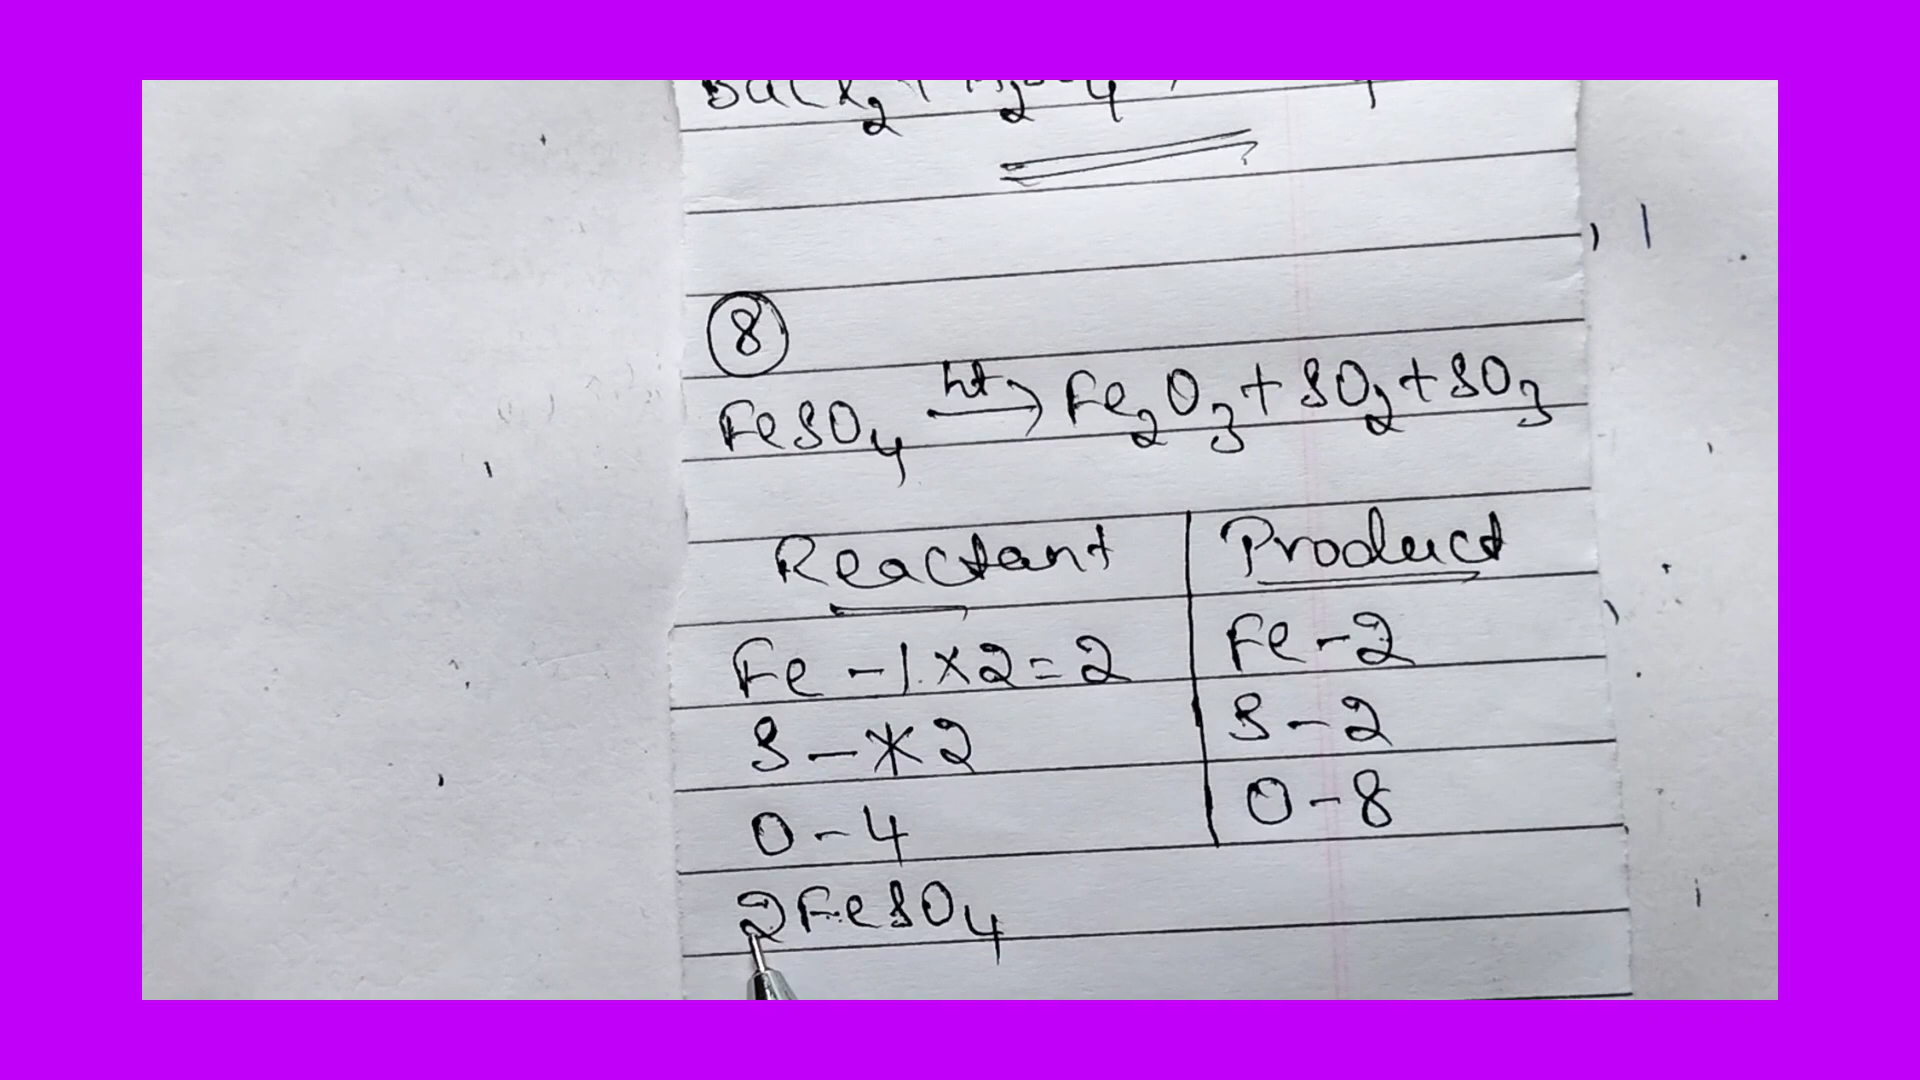 8
FeSO4 ht→ Fe2O3 + SO2 + SO3
Reactant | Product
Fe - 1 × 2 = 2 | Fe - 2
S - 1 2 | S - 2
O - 4 | O - 8
2FeSO4